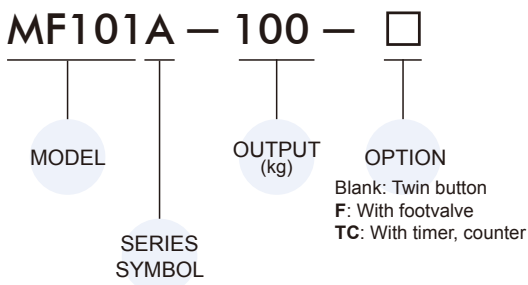 MF101A — 100 — □
MODEL
OUTPUT
(kg)
OPTION
Blank: Twin button
F: With footvalve
TC: With timer, counter
SERIES
SYMBOL